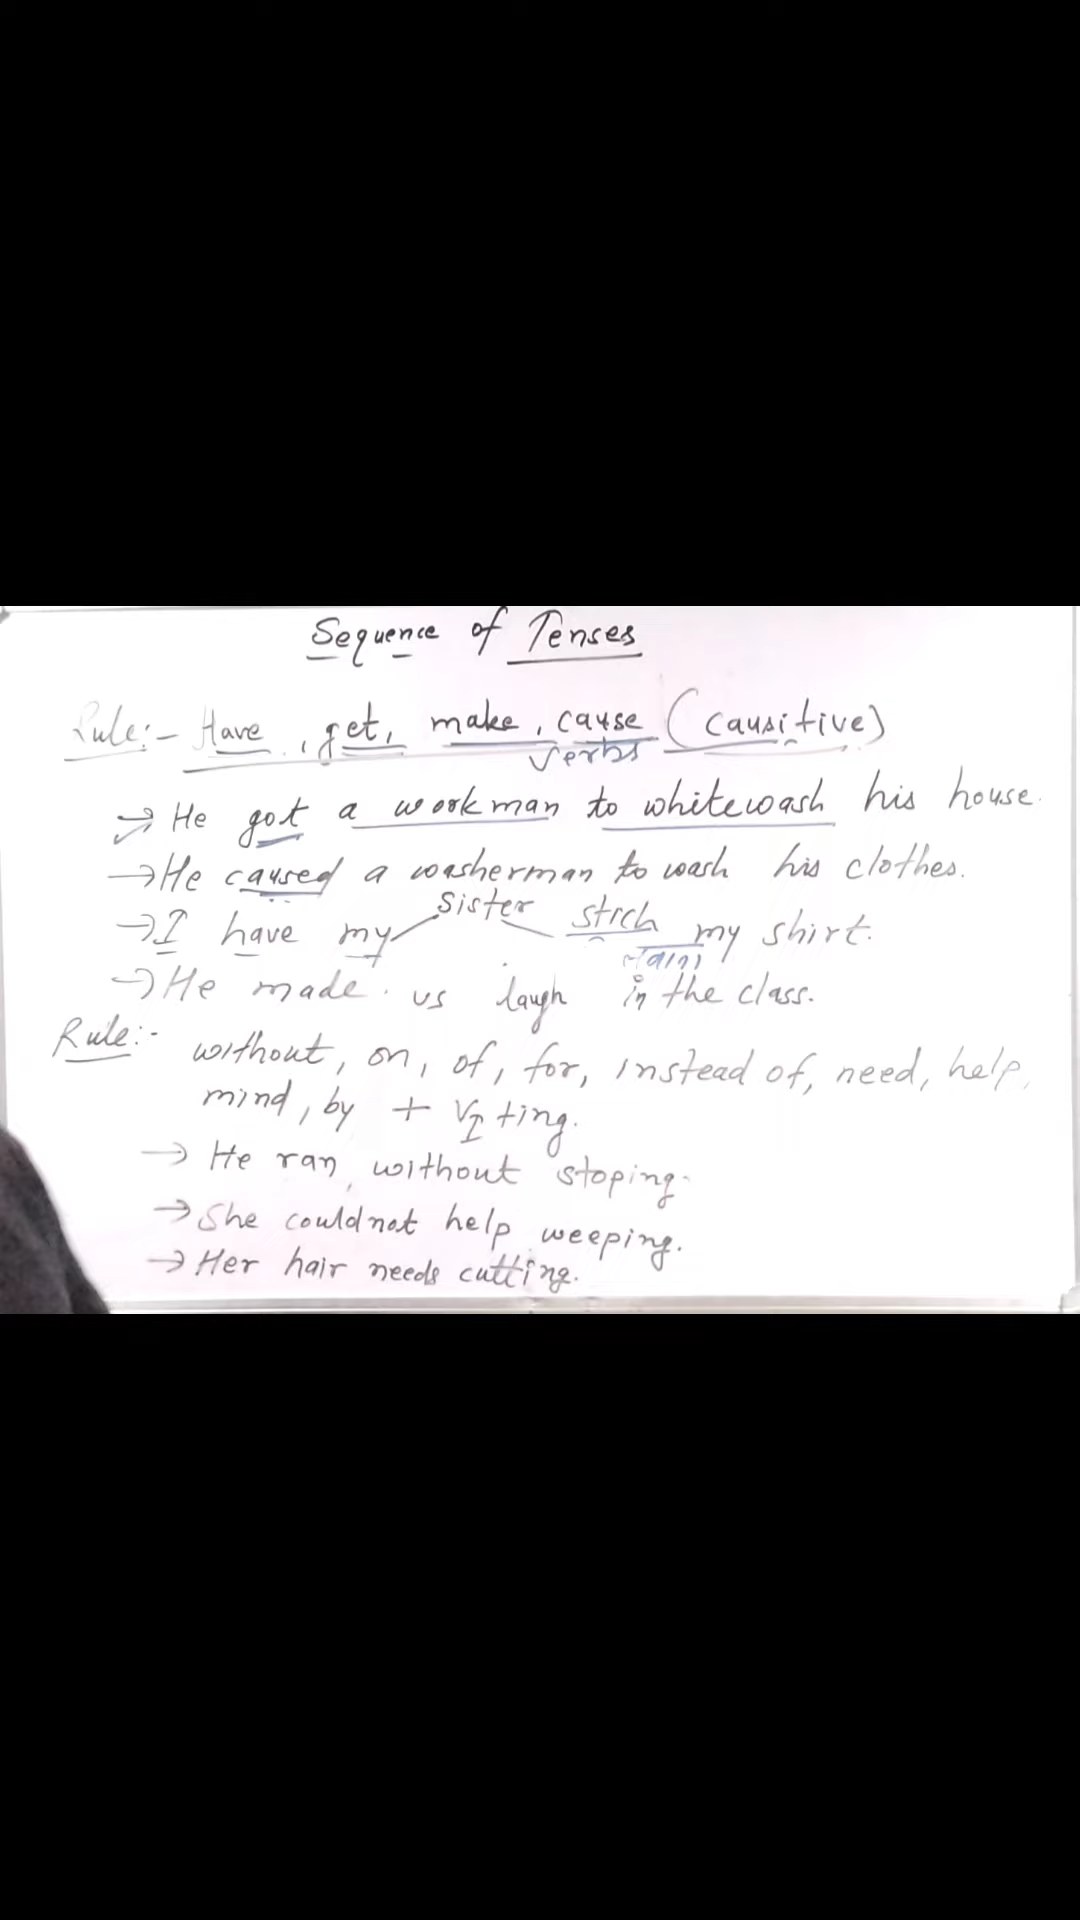 Sequence of Tenses
Rule:- Have, get, make, cause (causitive)
verbs
→ He got a workman to whitewash his house.
→ He caused a washerman to wash his clothes.
→ I have my sister stich my shirt.
→ He made us laugh in the class.
Rule:- without, on, of, for, instead of, need, help,
mind, by + VI + ing.
→ He ran without stoping.
→ She could not help weeping.
→ Her hair needs cutting.